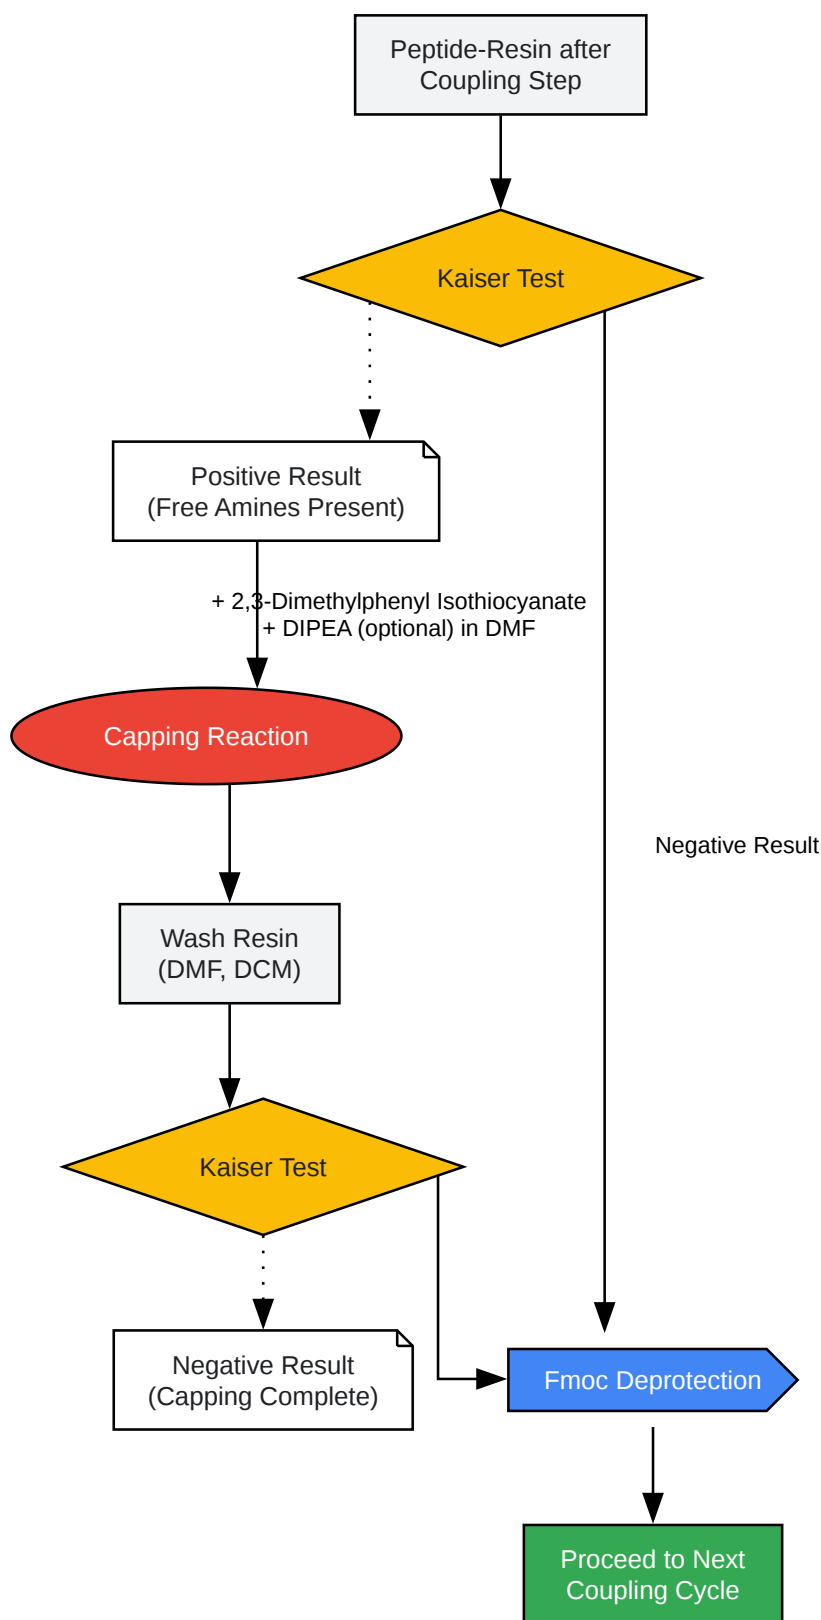 Peptide-Resin after
Coupling Step
Kaiser Test
Positive Result
(Free Amines Present)
+ 2,3-Dimethylphenyl Isothiocyanate
+ DIPEA (optional) in DMF
Capping Reaction
Negative Result
Wash Resin
(DMF, DCM)
Kaiser Test
Negative Result
(Capping Complete)
Fmoc Deprotection
Proceed to Next
Coupling Cycle